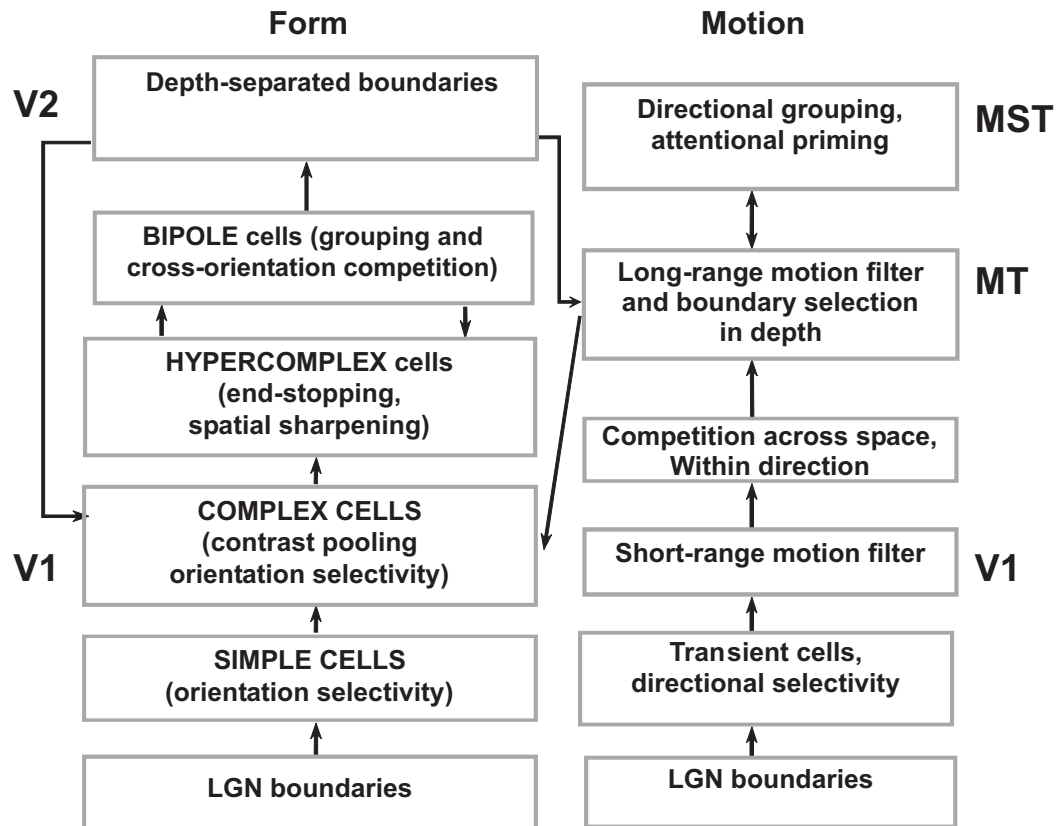 Form
Motion
V2
Depth-separated boundaries
BIPOLE cells (grouping and
cross-orientation competition)
HYPERCOMPLEX cells
(end-stopping,
spatial sharpening)
V1
COMPLEX CELLS
(contrast pooling
orientation selectivity)
SIMPLE CELLS
(orientation selectivity)
LGN boundaries
Directional grouping,
attentional priming
MST
Long-range motion filter
and boundary selection
in depth
MT
Competition across space,
Within direction
Short-range motion filter
V1
Transient cells,
directional selectivity
LGN boundaries